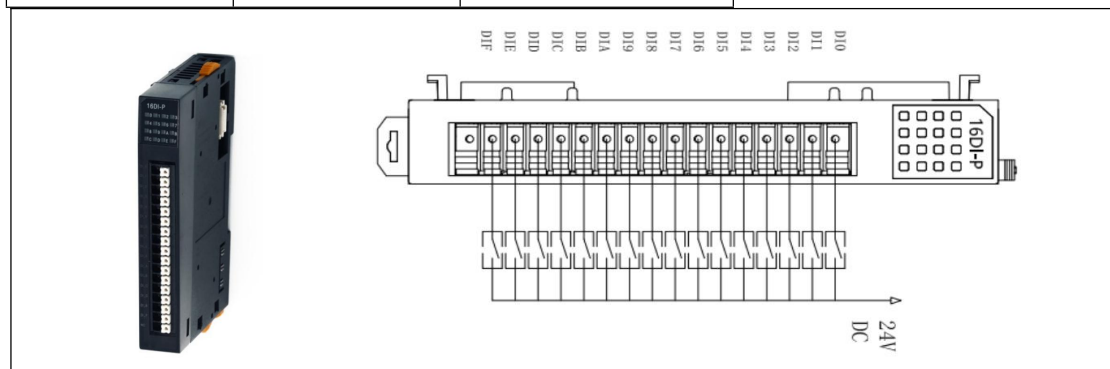 16DI-P
DIF
DIE
DID
DIC
DIB
DIA
DI9
DI8
DI7
DI6
DI5
DI4
DI3
DI2
DI1
DI0
16DI-P
24V
DC